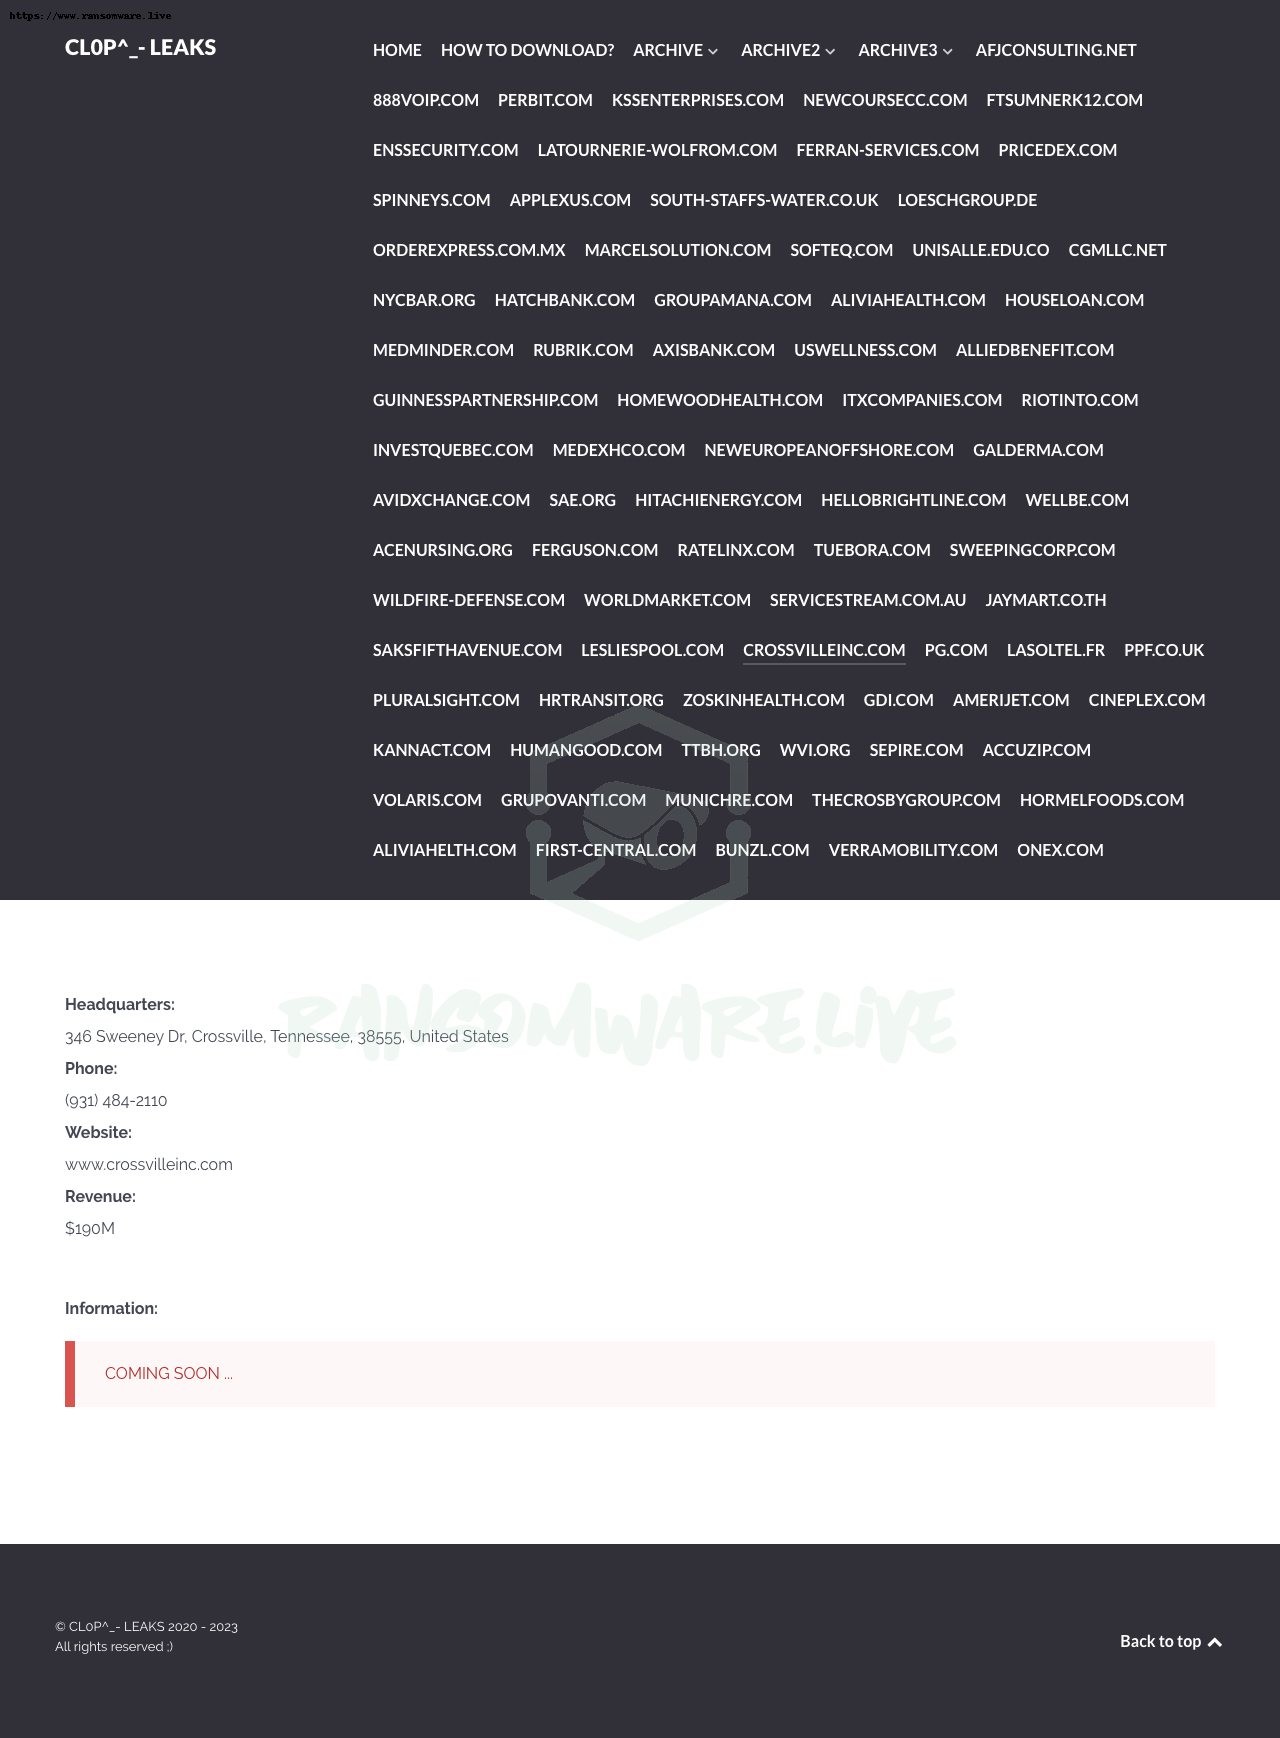 https://www.ransomware.live
CL0P^_- LEAKS
HOME HOW TO DOWNLOAD? ARCHIVE ARCHIVE2 ARCHIVE3 AFJCONSULTING.NET
888VOIP.COM PERBIT.COM KSSENTERPRISES.COM NEWCOURSECC.COM FTSUMNERK12.COM
ENSSECURITY.COM LATOURNERIE-WOLFROM.COM FERRAN-SERVICES.COM PRICEDEX.COM
SPINNEYS.COM APPLEXUS.COM SOUTH-STAFFS-WATER.CO.UK LOESCHGROUP.DE
ORDEREXPRESS.COM.MX MARCELSOLUTION.COM SOFTEQ.COM UNISALLE.EDU.CO CGMLLC.NET
NYCBAR.ORG HATCHBANK.COM GROUPAMANA.COM ALIVIAHEALTH.COM HOUSELOAN.COM
MEDMINDER.COM RUBRIK.COM AXISBANK.COM USWELLNESS.COM ALLIEDBENEFIT.COM
GUINNESSPARTNERSHIP.COM HOMEWOODHEALTH.COM ITXCOMPANIES.COM RIOTINTO.COM
INVESTQUEBEC.COM MEDEXHCO.COM NEWEUROPEANOFFSHORE.COM GALDERMA.COM
AVIDXCHANGE.COM SAE.ORG HITACHIENERGY.COM HELLOBRIGHTLINE.COM WELLBE.COM
ACENURSING.ORG FERGUSON.COM RATELINX.COM TUEBORA.COM SWEEPINGCORP.COM
WILDFIRE-DEFENSE.COM WORLDMARKET.COM SERVICESTREAM.COM.AU JAYMART.CO.TH
SAKSFIFTHAVENUE.COM LESLIESPOOL.COM CROSSVILLEINC.COM PG.COM LASOLTEL.FR PPF.CO.UK
PLURALSIGHT.COM HRTRANSIT.ORG ZOSKINHEALTH.COM GDI.COM AMERIJET.COM CINEPLEX.COM
KANNACT.COM HUMANGOOD.COM TTBH.ORG WVI.ORG SEPIRE.COM ACCUZIP.COM
VOLARIS.COM GRUPOVANTI.COM MUNICHRE.COM THECROSBYGROUP.COM HORMELFOODS.COM
ALIVIAHELTH.COM FIRST-CENTRAL.COM BUNZL.COM VERRAMOBILITY.COM ONEX.COM
RANSOMWARE.LIVE
Headquarters:
346 Sweeney Dr, Crossville, Tennessee, 38555, United States
Phone:
(931) 484-2110
Website:
www.crossvilleinc.com
Revenue:
$190M
Information:
COMING SOON ...
© CL0P^_- LEAKS 2020 - 2023
All rights reserved ;)
Back to top